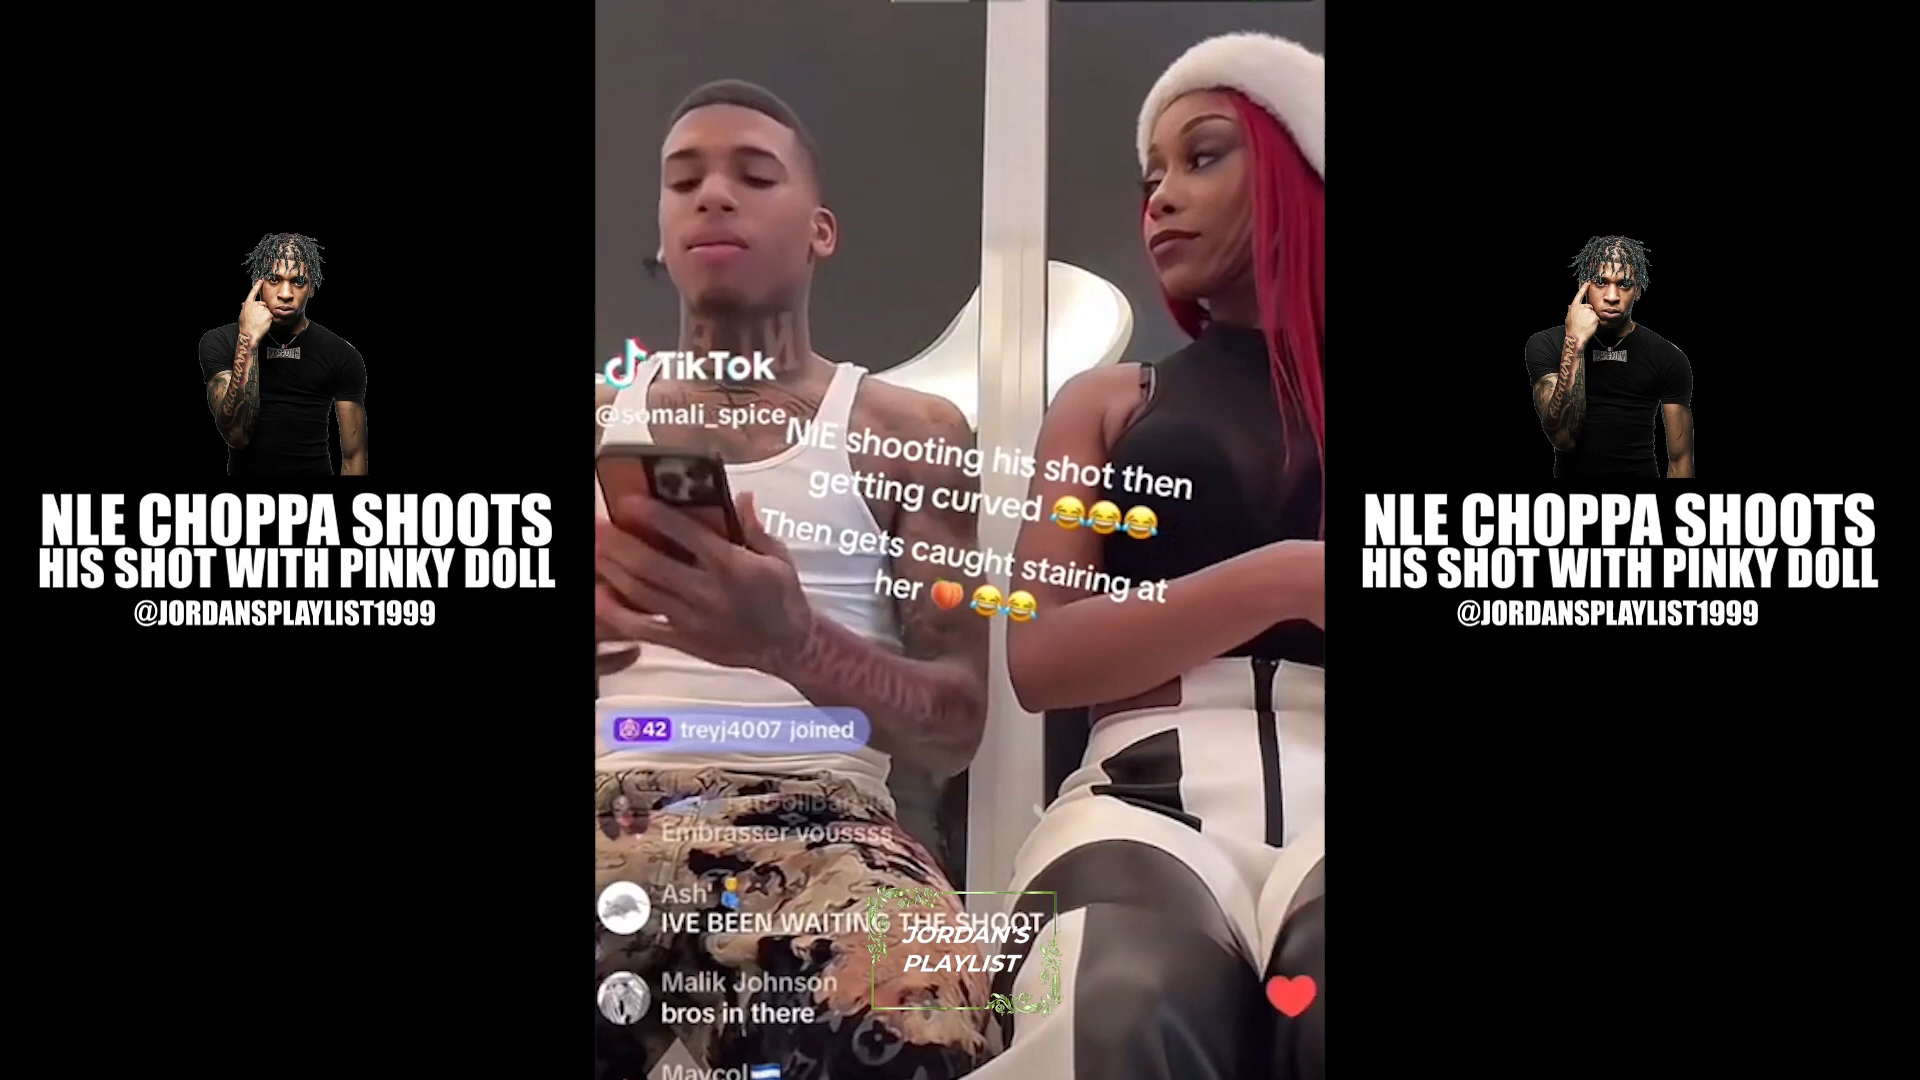 NLE CHOPPA SHOOTS
HIS SHOT WITH PINKY DOLL
@JORDANSPLAYLIST1999
TikTok
@somali_spice
NlE shooting his shot then
getting curved 😂😂😂
Then gets caught stairing at
her 🍑 😂😂
42 treyj4007 joined
Embrasser voussss
Ash'
IVE BEEN WAITING THE SHOOT
JORDAN'S
PLAYLIST
Malik Johnson
bros in there
Maycol
NLE CHOPPA SHOOTS
HIS SHOT WITH PINKY DOLL
@JORDANSPLAYLIST1999